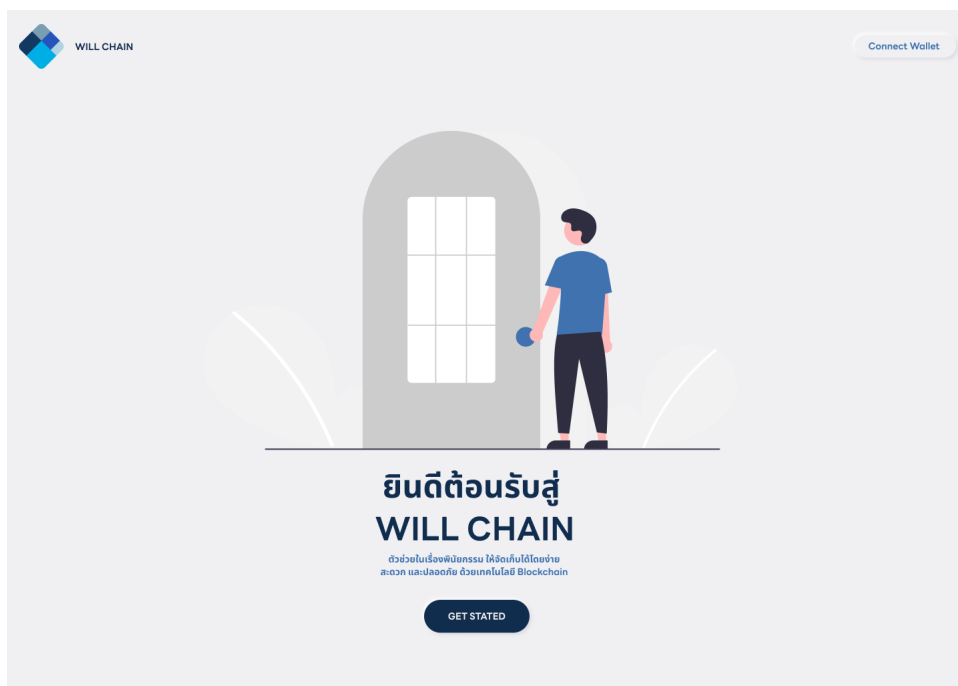 WILL CHAIN
Connect Wallet
ยินดีต้อนรับสู่
WILL CHAIN
ตัวช่วยในเรื่องพินัยกรรม ให้จัดเก็บได้โดยง่าย
สะดวก และปลอดภัย ด้วยเทคโนโลยี Blockchain
GET STATED